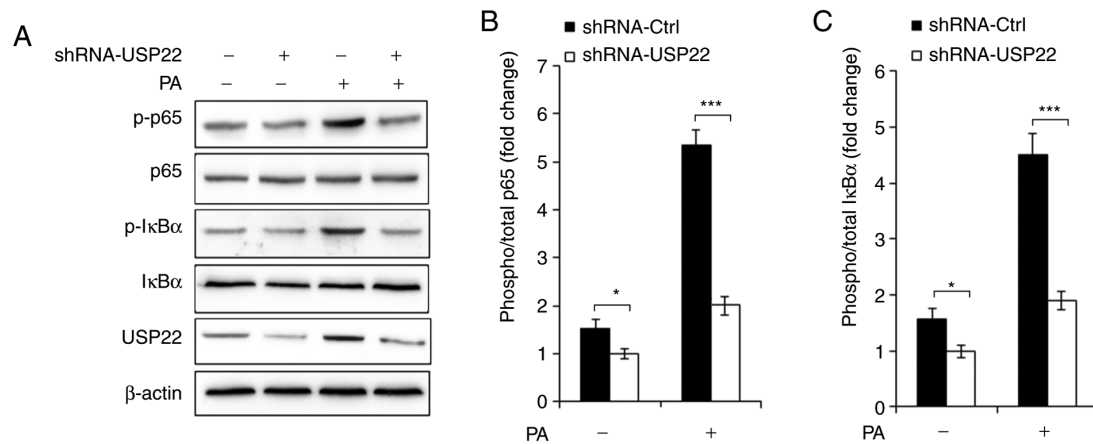 A
shRNA-USP22 – + – +
PA – – + +
p-p65
p65
p-IκBα
IκBα
USP22
β-actin
B
shRNA-Ctrl
shRNA-USP22
Phospho/total p65 (fold change)
7
6
5
4
3
2
1
0
*
***
PA – +
C
shRNA-Ctrl
shRNA-USP22
Phospho/total IκBα (fold change)
6
5
4
3
2
1
0
*
***
PA – +